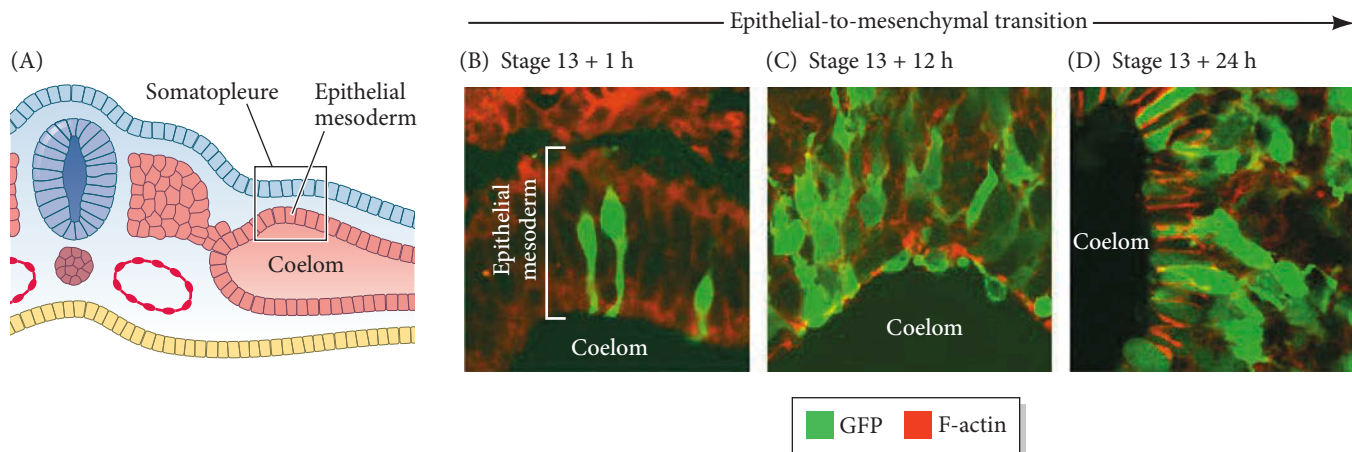 Epithelial-to-mesenchymal transition
(A)
Somatopleure
Epithelial
mesoderm
Coelom
(B) Stage 13 + 1 h
Epithelial
mesoderm
Coelom
(C) Stage 13 + 12 h
Coelom
(D) Stage 13 + 24 h
Coelom
GFP
F-actin